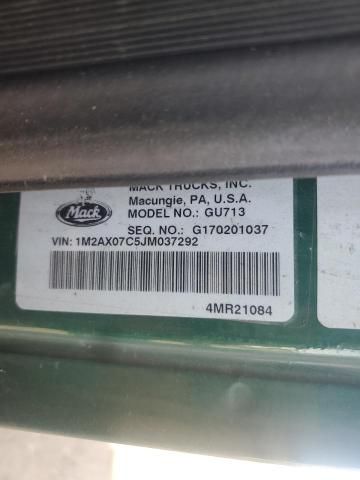 MACK TRUCKS, INC.
Macungie, PA, U.S.A.
Mack
MODEL NO.: GU713
SEQ. NO.: G170201037
VIN: 1M2AX07C5JM037292
4MR21084